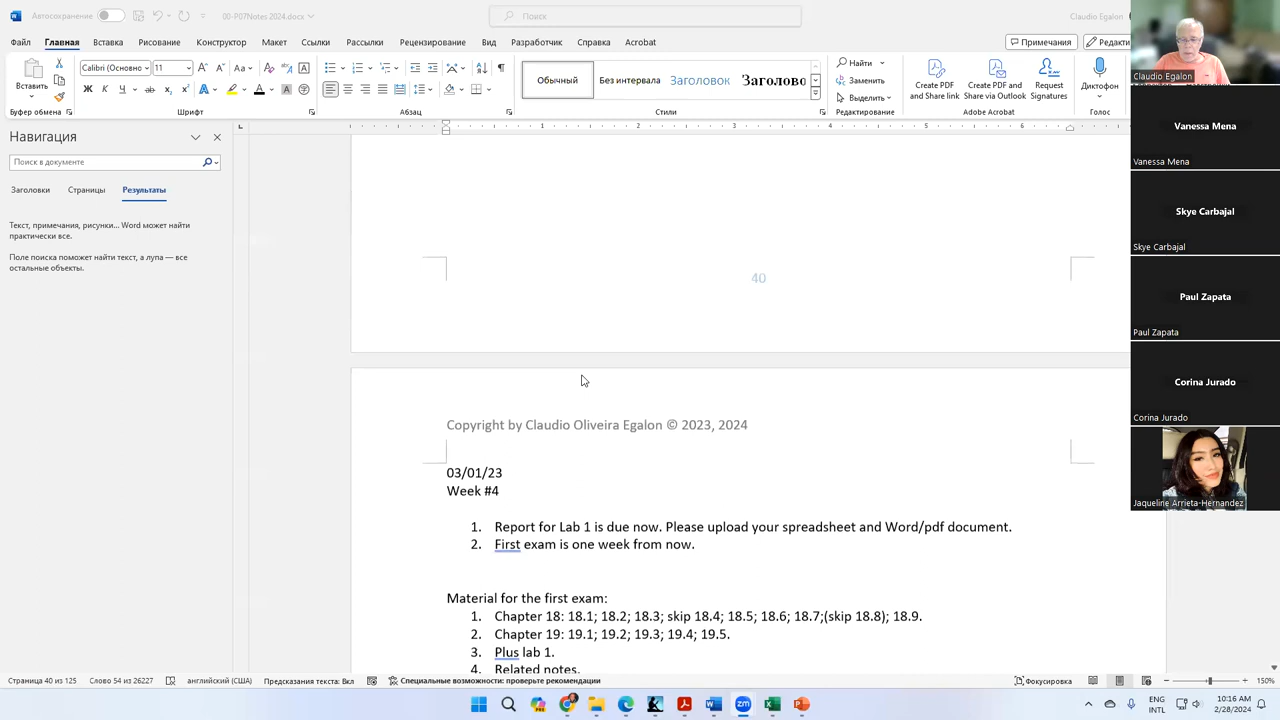 Автосохранение
00-P07Notes 2024.docx
Поиск
Claudio Egalon
Файл Главная Вставка Рисование Конструктор Макет Ссылки Рассылки Рецензирование Вид Разработчик Справка Acrobat
Примечания
Вставить
Буфер обмена
Calibri (Основно 11
Шрифт
Абзац
Обычный Без интервала Заголовок Заголово
Стили
Найти
Заменить
Выделить
Редактирование
Create PDF and Share link
Create PDF and Share via Outlook
Request Signatures
Adobe Acrobat
Диктофон
Голос
Навигация
Поиск в документе
Заголовки Страницы Результаты
Текст, примечания, рисунки... Word может найти
практически все.
Поле поиска поможет найти текст, а лупа — все
остальные объекты.
1 2 3 4 5 6
40
Copyright by Claudio Oliveira Egalon © 2023, 2024
03/01/23
Week #4
1. Report for Lab 1 is due now. Please upload your spreadsheet and Word/pdf document.
2. First exam is one week from now.
Material for the first exam:
1. Chapter 18: 18.1; 18.2; 18.3; skip 18.4; 18.5; 18.6; 18.7;(skip 18.8); 18.9.
2. Chapter 19: 19.1; 19.2; 19.3; 19.4; 19.5.
3. Plus lab 1.
4. Related notes.
Claudio Egalon
Vanessa Mena
Vanessa Mena
Skye Carbajal
Skye Carbajal
Paul Zapata
Paul Zapata
Corina Jurado
Corina Jurado
Jaqueline Arrieta-Hernandez
Страница 40 из 125 Слово 54 из 26227 английский (США) Предсказания текста: Вкл Специальные возможности: проверьте рекомендации Фокусировка 150%
ENG
INTL
10:16 AM
2/28/2024